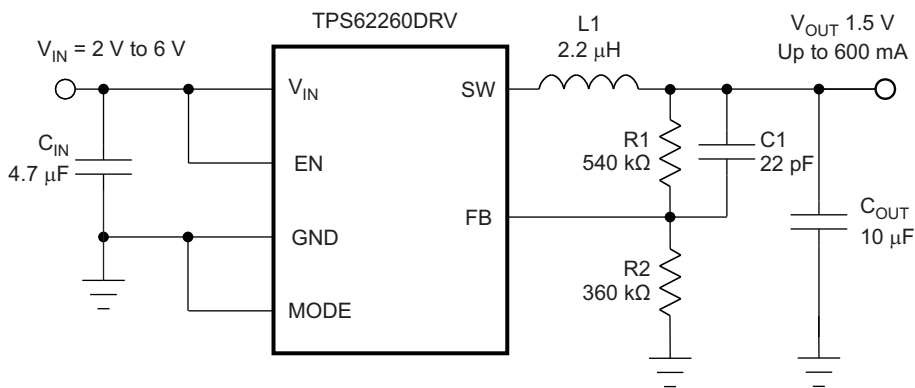 TPS62260DRV
V_IN = 2 V to 6 V
L1
2.2 μH
V_OUT 1.5 V
Up to 600 mA
V_IN
SW
C_IN
4.7 μF
EN
R1
540 kΩ
C1
22 pF
GND
FB
C_OUT
10 μF
MODE
R2
360 kΩ